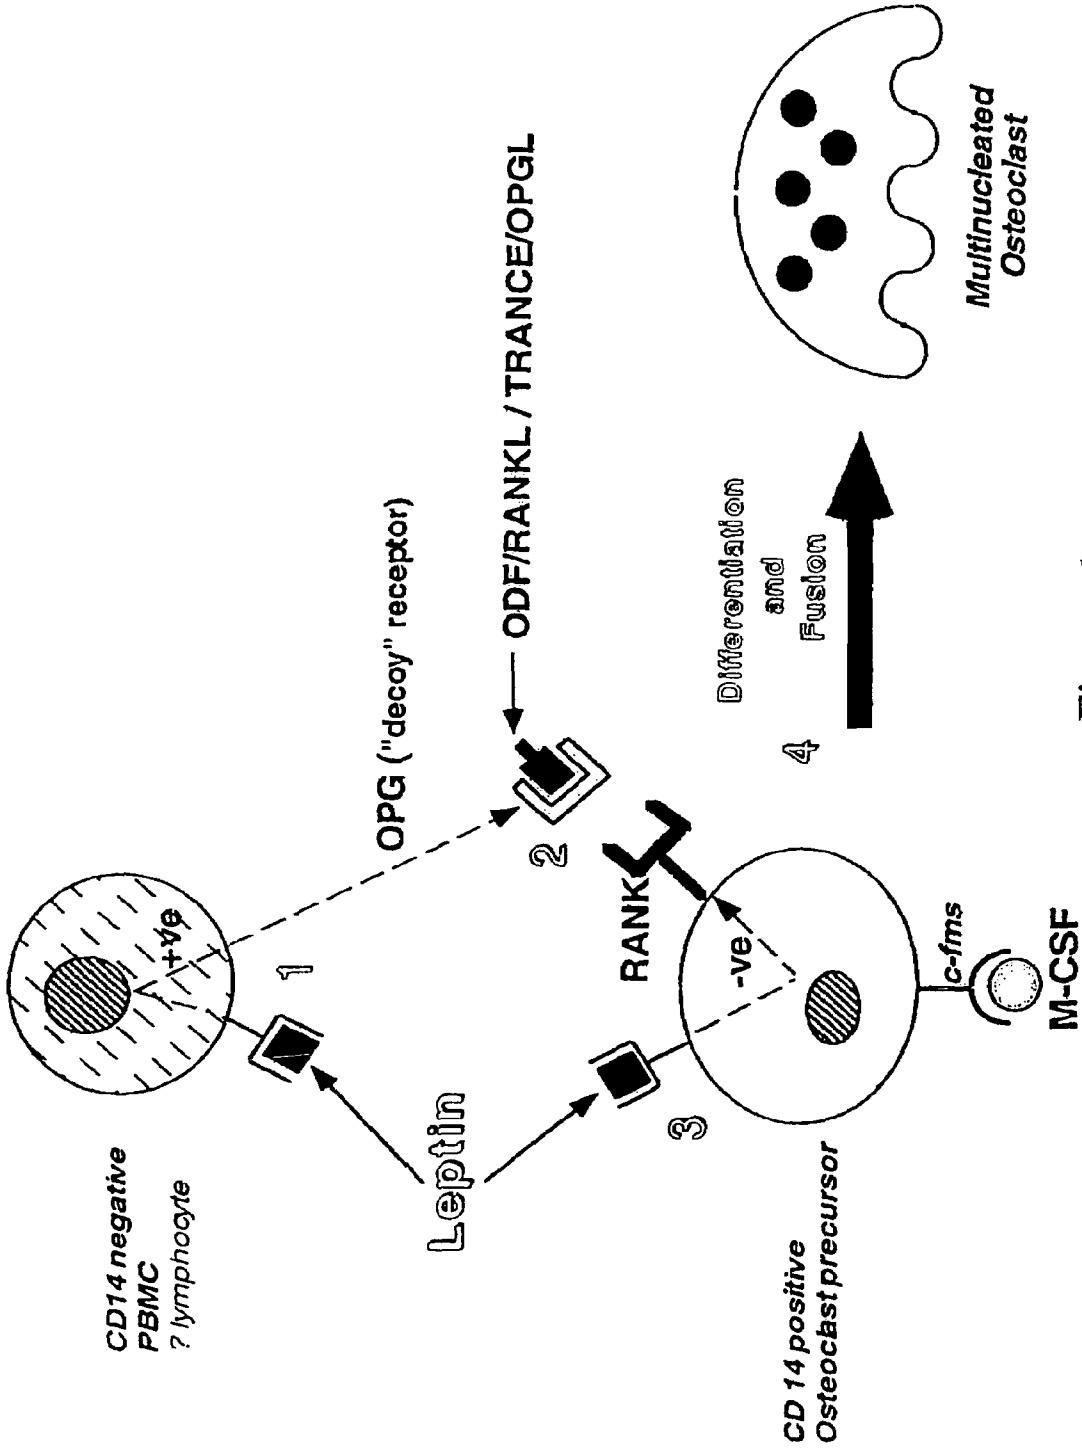 CD14 negative
PBMC
? lymphocyte
+ve
1
OPG ("decoy" receptor)
Leptin
2
ODF/RANKL / TRANCE/OPGL
3
RANK
-ve
CD 14 positive
Osteoclast precursor
c-fms
M-CSF
4
Differentiation
and
Fusion
Multinucleated
Osteoclast